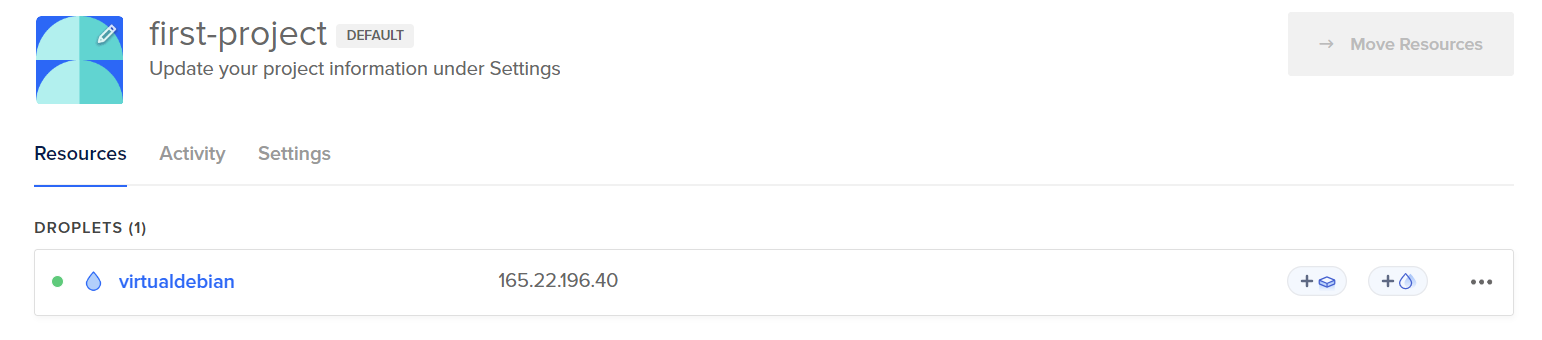 first-project DEFAULT
Update your project information under Settings
→ Move Resources
Resources Activity Settings
DROPLETS (1)
virtualdebian 165.22.196.40